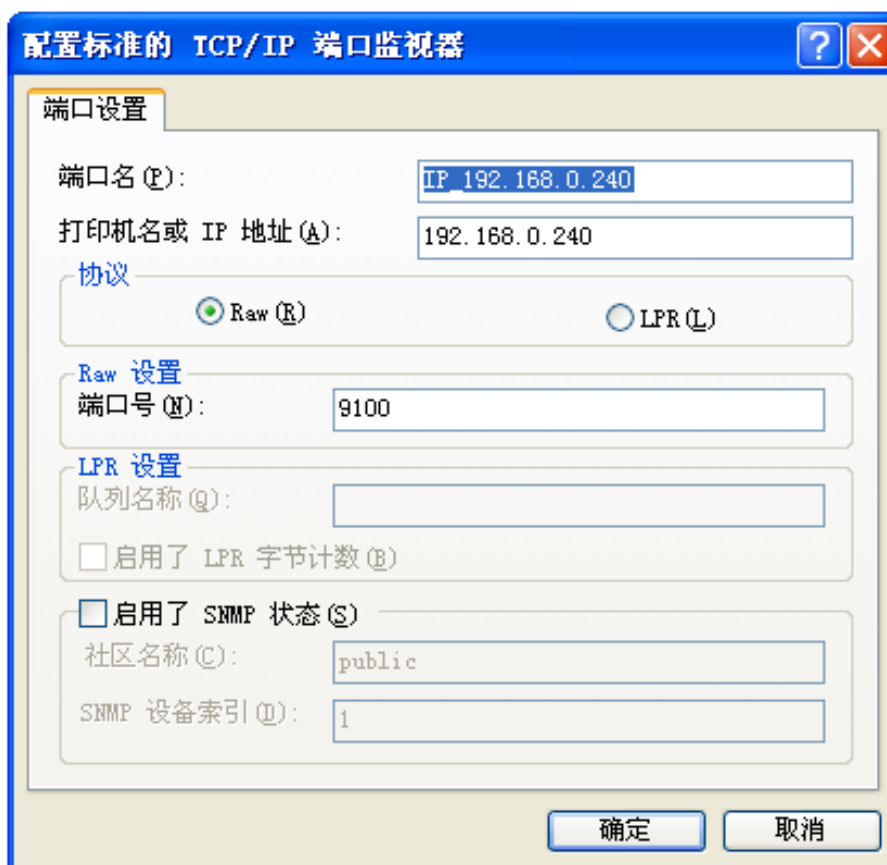 配置标准的 TCP/IP 端口监视器
端口设置
端口名(P): IP_192.168.0.240
打印机名或 IP 地址(A): 192.168.0.240
协议
Raw(R) LPR(L)
Raw 设置
端口号(N): 9100
LPR 设置
队列名称(Q):
启用了 LPR 字节计数(B)
启用了 SNMP 状态(S)
社区名称(C): public
SNMP 设备索引(D): 1
确定 取消